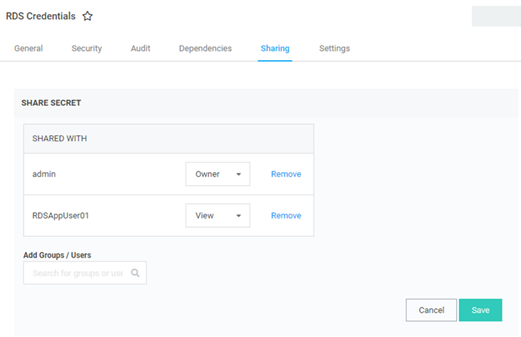 RDS Credentials
General Security Audit Dependencies Sharing Settings
SHARE SECRET
SHARED WITH
admin Owner Remove
RDSAppUser01 View Remove
Add Groups / Users
Search for groups or use
Cancel Save